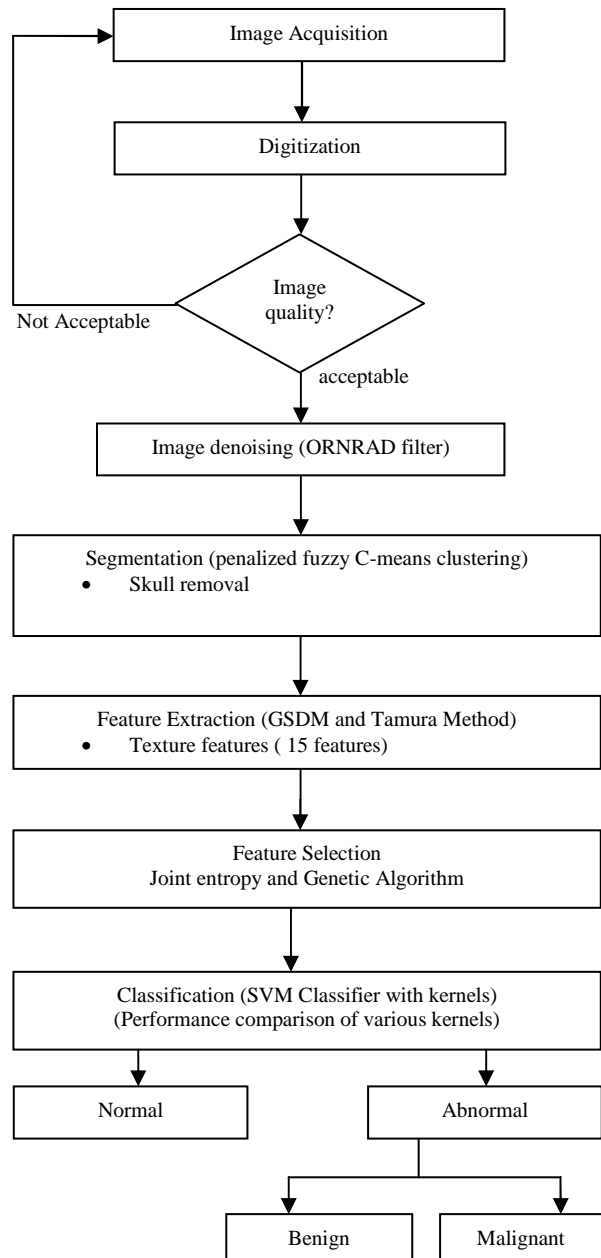 Image Acquisition
Digitization
Image
quality?
Not Acceptable
acceptable
Image denoising (ORNRAD filter)
Segmentation (penalized fuzzy C-means clustering)
• Skull removal
Feature Extraction (GSDM and Tamura Method)
• Texture features ( 15 features)
Feature Selection
Joint entropy and Genetic Algorithm
Classification (SVM Classifier with kernels)
(Performance comparison of various kernels)
Normal
Abnormal
Benign
Malignant